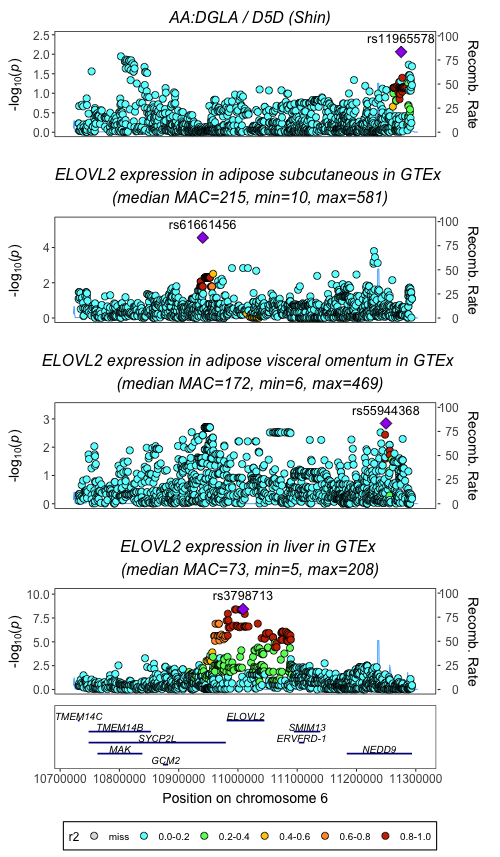 AA:DGLA / D5D (Shin)
rs11965578
2.5
2.0
1.5
1.0
0.5
0.0
-log10(p)
100
75
50
25
0
Recomb. Rate
ELOVL2 expression in adipose subcutaneous in GTEx
(median MAC=215, min=10, max=581)
rs61661456
4
2
0
-log10(p)
100
75
50
25
0
Recomb. Rate
ELOVL2 expression in adipose visceral omentum in GTEx
(median MAC=172, min=6, max=469)
rs55944368
3
2
1
0
-log10(p)
100
75
50
25
0
Recomb. Rate
ELOVL2 expression in liver in GTEx
(median MAC=73, min=5, max=208)
rs3798713
10.0
7.5
5.0
2.5
0.0
-log10(p)
100
75
50
25
0
Recomb. Rate
TMEM14C ELOVL2
TMEM14B SMIM13
SYCP2L ERVFRD-1
MAK NEDD9
GCM2
10700000 10800000 10900000 11000000 11100000 11200000 11300000
Position on chromosome 6
r2 miss 0.0-0.2 0.2-0.4 0.4-0.6 0.6-0.8 0.8-1.0